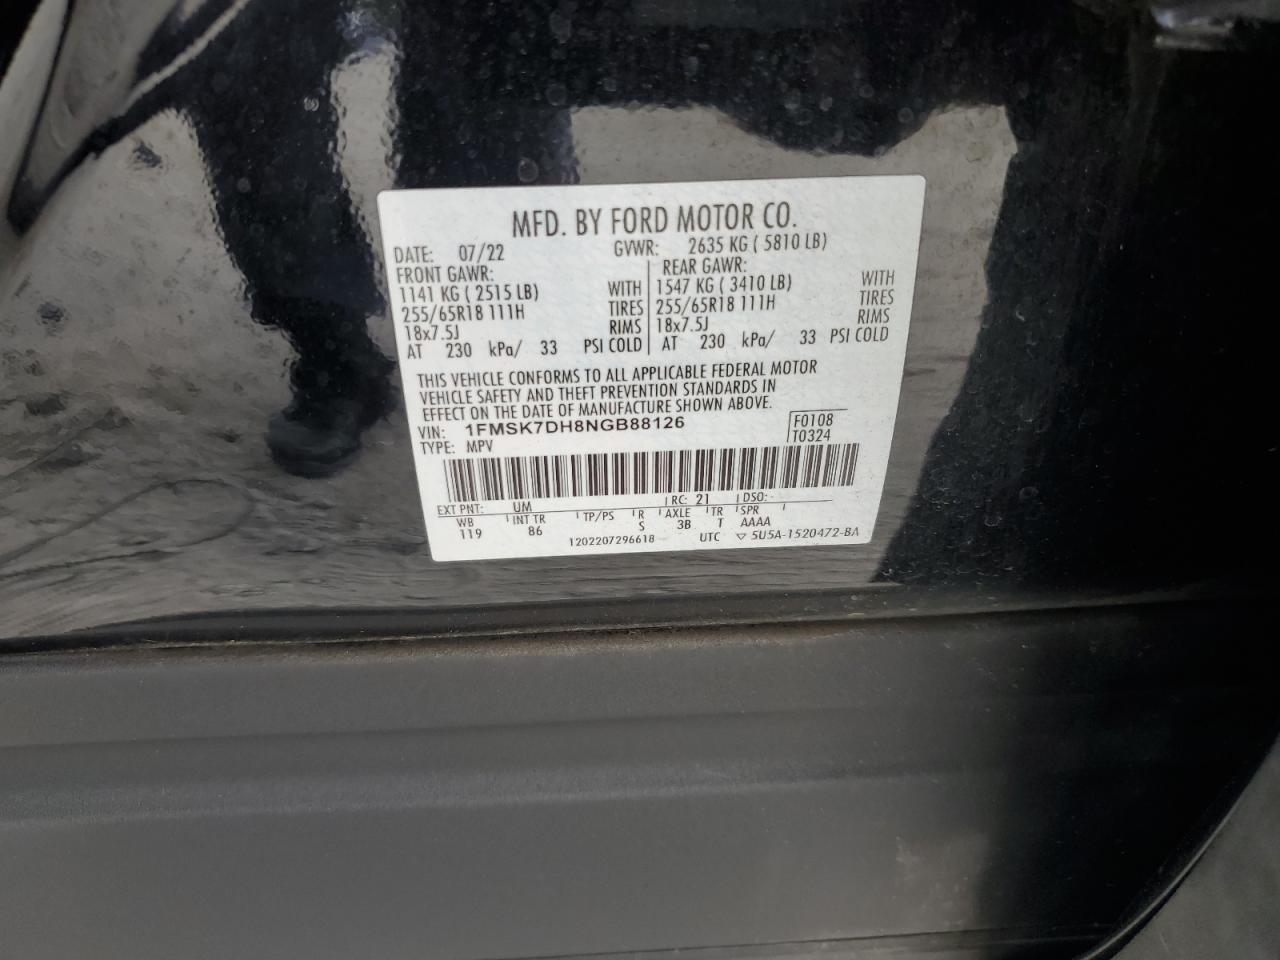 MFD. BY FORD MOTOR CO.
DATE: 07/22 GVWR: 2635 KG ( 5810 LB)
FRONT GAWR: REAR GAWR:
1141 KG ( 2515 LB) WITH 1547 KG ( 3410 LB) WITH
255/65R18 111H TIRES 255/65R18 111H TIRES
18x7.5J RIMS 18x7.5J RIMS
AT 230 kPa/ 33 PSI COLD AT 230 kPa/ 33 PSI COLD
THIS VEHICLE CONFORMS TO ALL APPLICABLE FEDERAL MOTOR
VEHICLE SAFETY AND THEFT PREVENTION STANDARDS IN
EFFECT ON THE DATE OF MANUFACTURE SHOWN ABOVE.
VIN: 1FMSK7DH8NGB88126 F0108
TYPE: MPV T0324
EXT PNT: UM RC: 21 DSO:
WB INT TR TP/PS R AXLE TR SPR
119 86 S 3B T AAAA
1202207296618 UTC ▽ 5U5A-1520472-BA